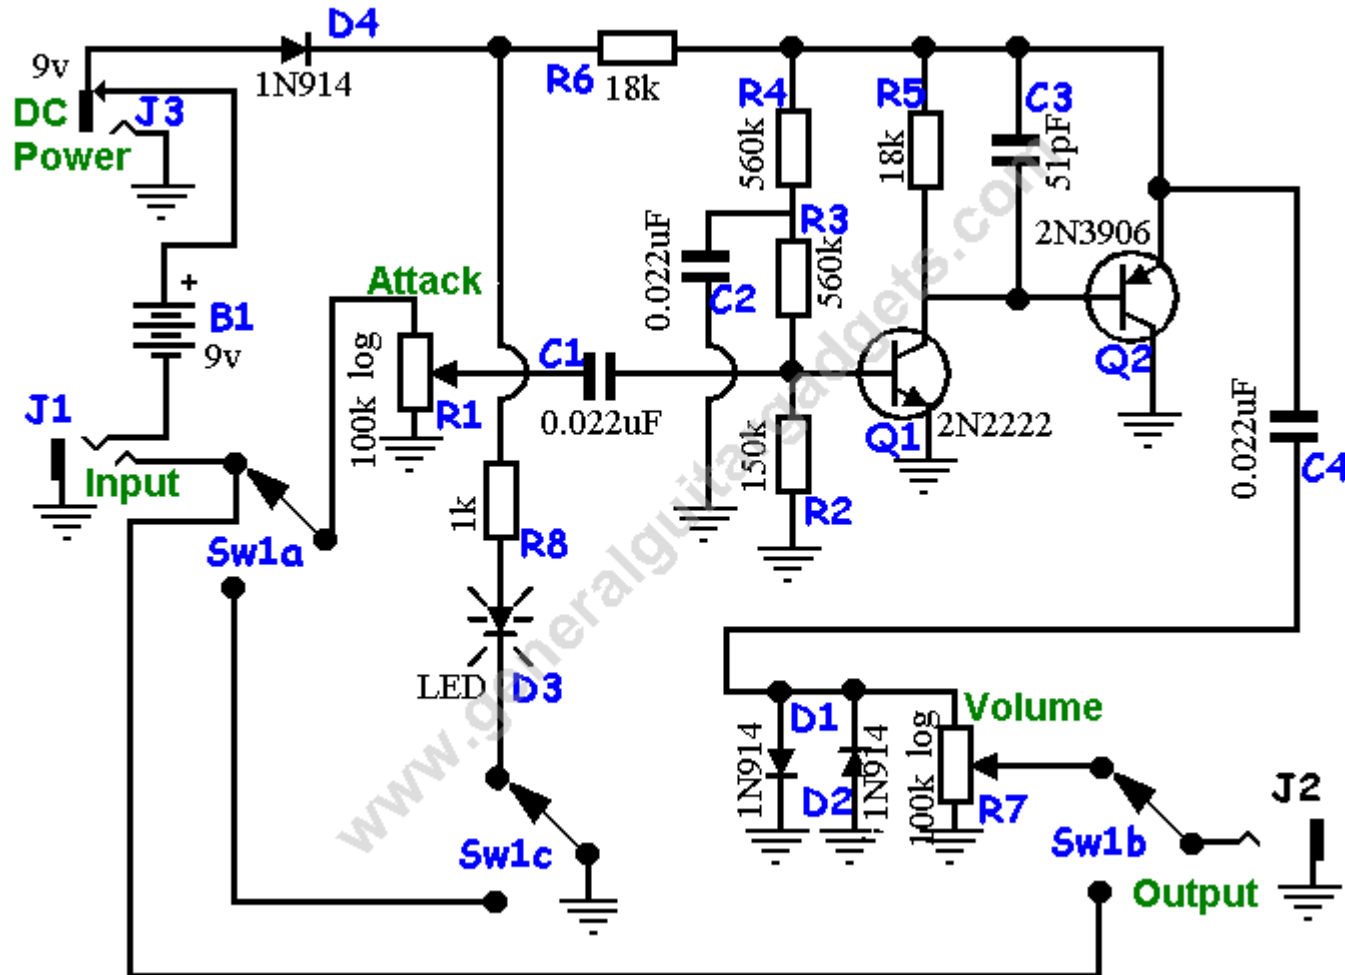 D4
9v
1N914
DC
Power
J3
R6
18k
R4
560k
R5
18k
C3
51pF
R3
560k
0.022uF
C2
2N3906
Q2
+
B1
9v
Attack
100k log
R1
C1
0.022uF
Q1
2N2222
0.022uF
C4
J1
Input
150k
R2
Sw1a
1k
R8
LED
D3
D1
1N914
D2
1N914
Volume
100k log
R7
J2
Sw1c
Sw1b
Output
www.generalguitargadgets.com